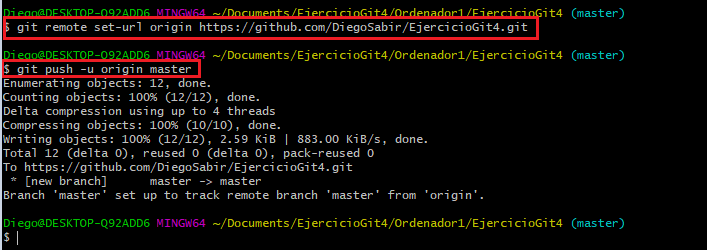 Diego@DESKTOP-Q92ADD6 MINGW64 ~/Documents/EjercicioGit4/Ordenador1/EjercicioGit4 (master)
$ git remote set-url origin https://github.com/DiegoSabir/EjercicioGit4.git
Diego@DESKTOP-Q92ADD6 MINGW64 ~/Documents/EjercicioGit4/Ordenador1/EjercicioGit4 (master)
$ git push -u origin master
Enumerating objects: 12, done.
Counting objects: 100% (12/12), done.
Delta compression using up to 4 threads
Compressing objects: 100% (10/10), done.
Writing objects: 100% (12/12), 2.59 KiB | 883.00 KiB/s, done.
Total 12 (delta 0), reused 0 (delta 0), pack-reused 0
To https://github.com/DiegoSabir/EjercicioGit4.git
 * [new branch]      master -> master
Branch 'master' set up to track remote branch 'master' from 'origin'.
Diego@DESKTOP-Q92ADD6 MINGW64 ~/Documents/EjercicioGit4/Ordenador1/EjercicioGit4 (master)
$